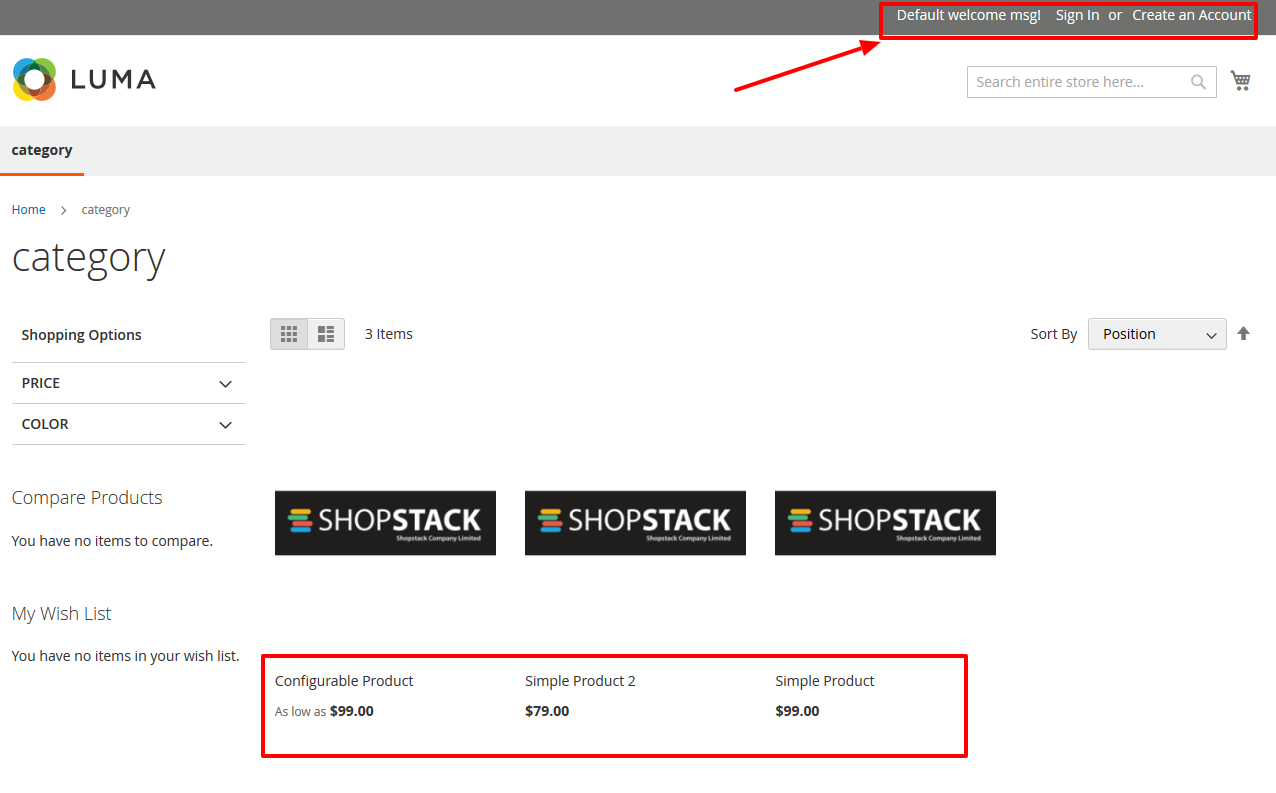 Default welcome msg! Sign In or Create an Account
LUMA
Search entire store here...
category
Home category
category
Shopping Options
3 Items
Sort By Position
PRICE
COLOR
Compare Products
You have no items to compare.
My Wish List
You have no items in your wish list.
SHOPSTACK SHOPSTACK SHOPSTACK
Shopstack Company Limited Shopstack Company Limited Shopstack Company Limited
Configurable Product Simple Product 2 Simple Product
As low as $99.00 $79.00 $99.00